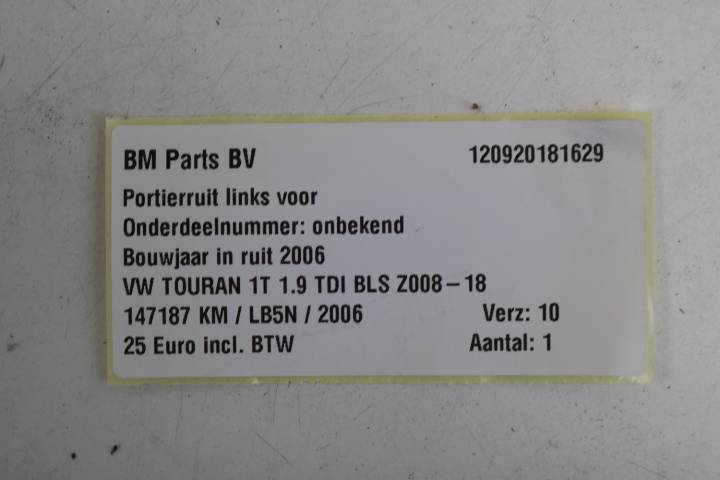 BM Parts BV 120920181629
Portierruit links voor
Onderdeelnummer: onbekend
Bouwjaar in ruit 2006
VW TOURAN 1T 1.9 TDI BLS Z008-18
147187 KM / LB5N / 2006 Verz: 10
25 Euro incl. BTW Aantal: 1